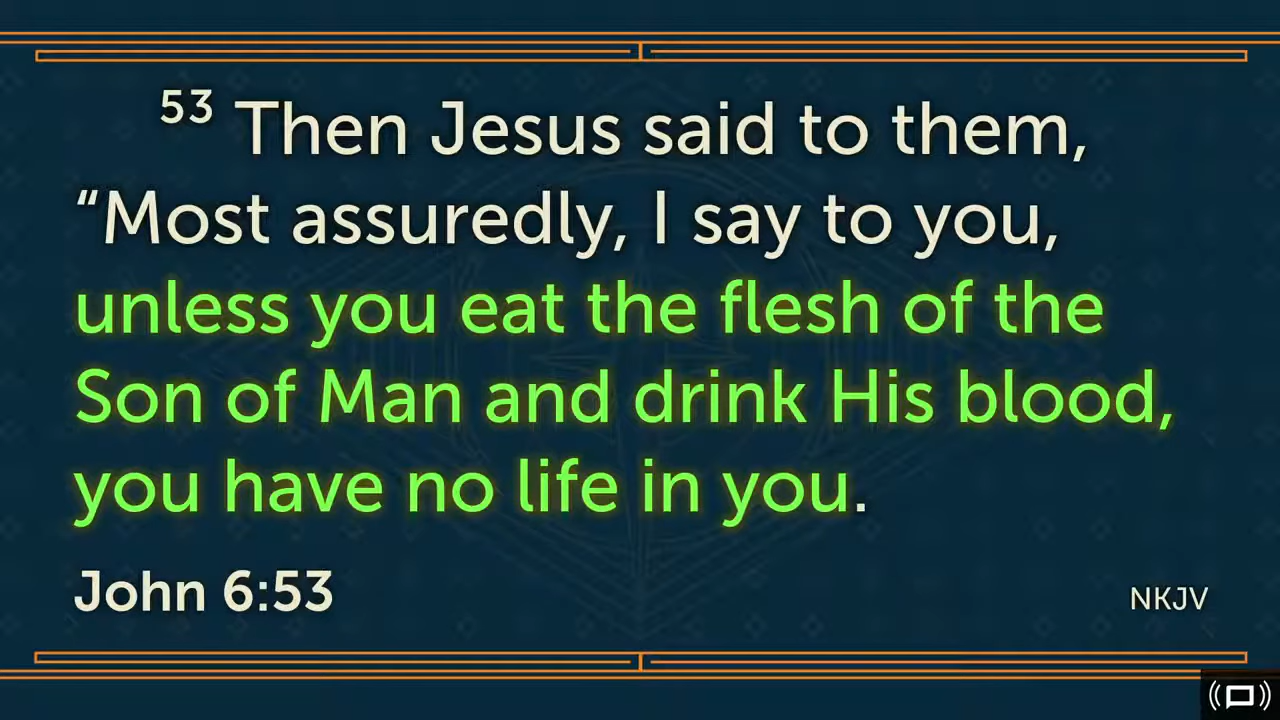 53 Then Jesus said to them,
“Most assuredly, I say to you,
unless you eat the flesh of the
Son of Man and drink His blood,
you have no life in you.
John 6:53
NKJV